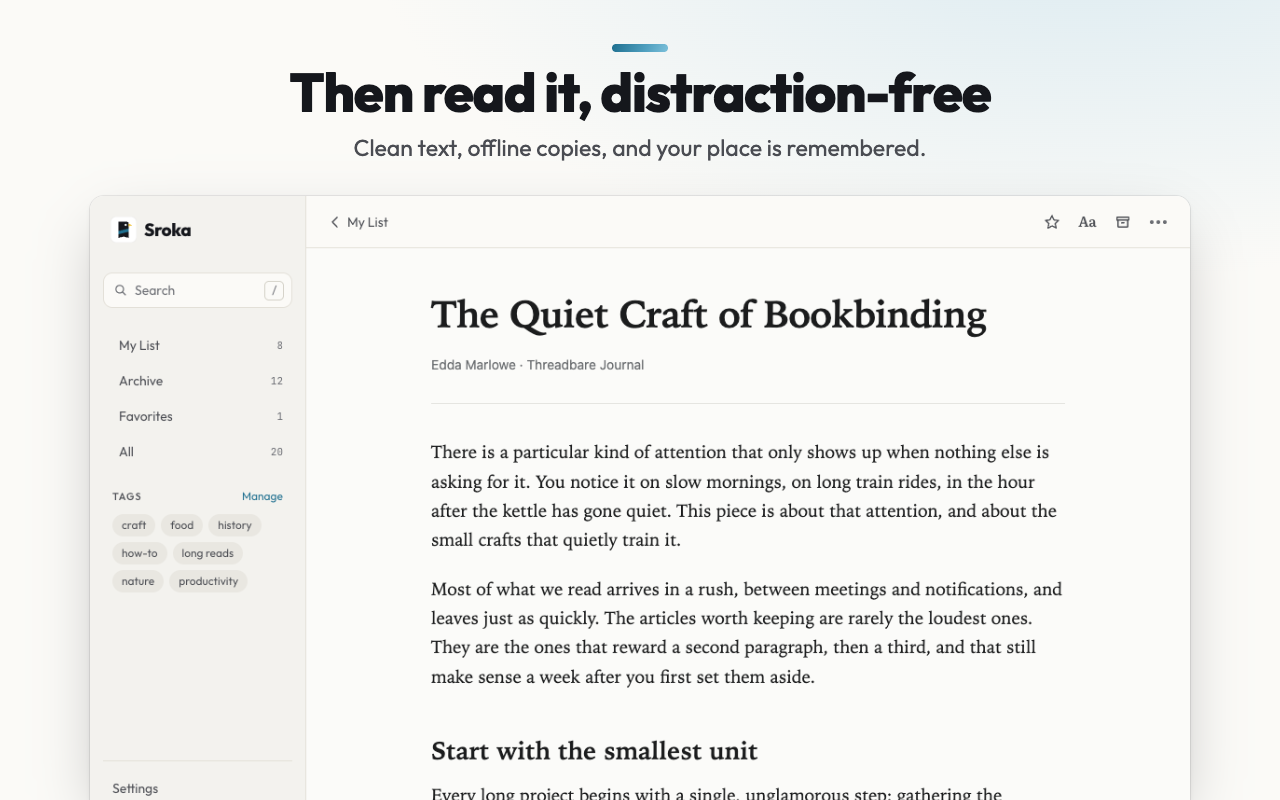 Then read it, distraction-free
Clean text, offline copies, and your place is remembered.
Sroka
Search /
My List 8
Archive 12
Favorites 1
All 20
TAGS Manage
craft food history
how-to long reads
nature productivity
Settings
My List
Aa
The Quiet Craft of Bookbinding
Edda Marlowe · Threadbare Journal
There is a particular kind of attention that only shows up when nothing else is
asking for it. You notice it on slow mornings, on long train rides, in the hour
after the kettle has gone quiet. This piece is about that attention, and about the
small crafts that quietly train it.
Most of what we read arrives in a rush, between meetings and notifications, and
leaves just as quickly. The articles worth keeping are rarely the loudest ones.
They are the ones that reward a second paragraph, then a third, and that still
make sense a week after you first set them aside.
Start with the smallest unit
Every long project begins with a single, unglamorous step: gathering the